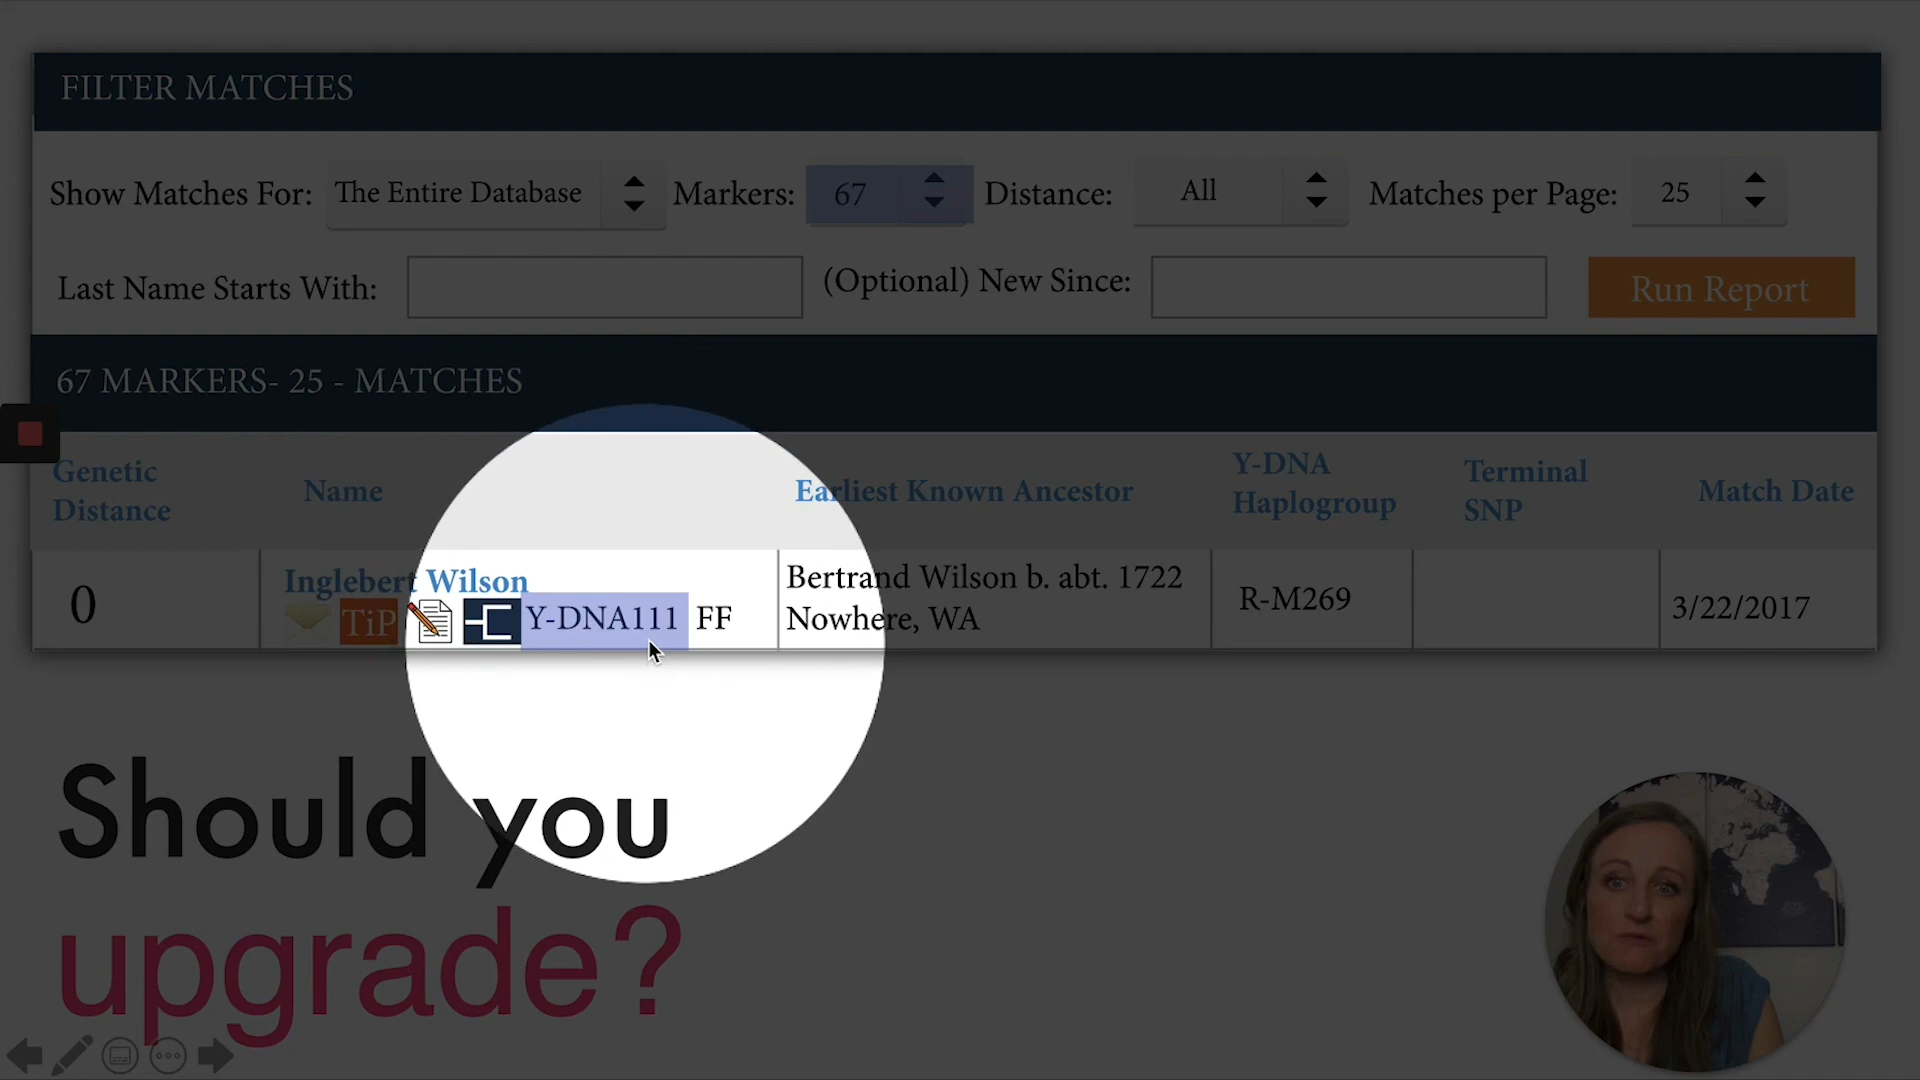 FILTER MATCHES
Show Matches For: The Entire Database Markers: 67 Distance: All Matches per Page: 25
Last Name Starts With: (Optional) New Since: Run Report
67 MARKERS- 25 - MATCHES
Genetic Distance Name Earliest Known Ancestor Y-DNA Haplogroup Terminal SNP Match Date
0 Inglebert Wilson Bertrand Wilson b. abt. 1722 R-M269 3/22/2017
TiP Y-DNA111 FF Nowhere, WA
Should you
upgrade?